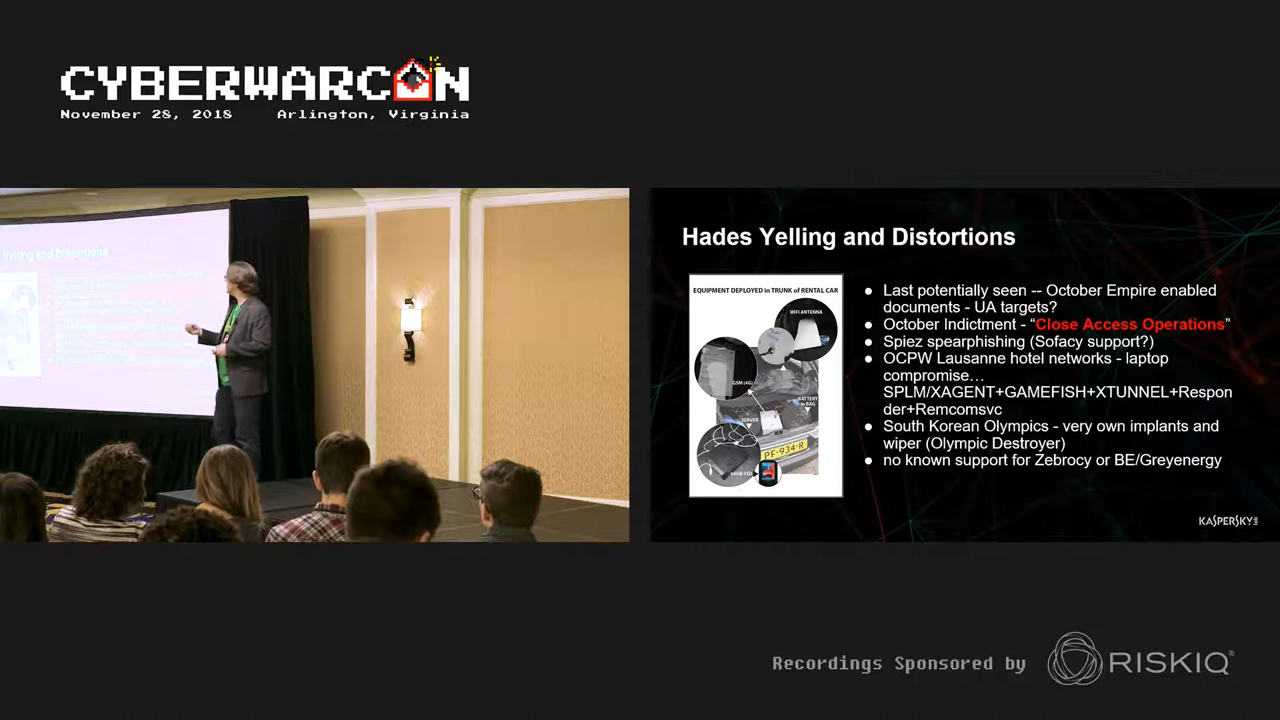 CYBERWARCON
November 28, 2018 Arlington, Virginia
Yelling and Distortions
Hades Yelling and Distortions
EQUIPMENT DEPLOYED in TRUNK of RENTAL CAR
WIFI ANTENNA
GSM (4G)
BATTERY
in BAG
SERVER
PF-934-R
● Last potentially seen -- October Empire enabled
documents - UA targets?
● October Indictment - “Close Access Operations”
● Spiez spearphishing (Sofacy support?)
● OCPW Lausanne hotel networks - laptop
compromise…
SPLM/XAGENT+GAMEFISH+XTUNNEL+Respon
der+Remcomsvc
● South Korean Olympics - very own implants and
wiper (Olympic Destroyer)
● no known support for Zebrocy or BE/Greyenergy
KASPERSKY
Recordings Sponsored by RISKIQ®